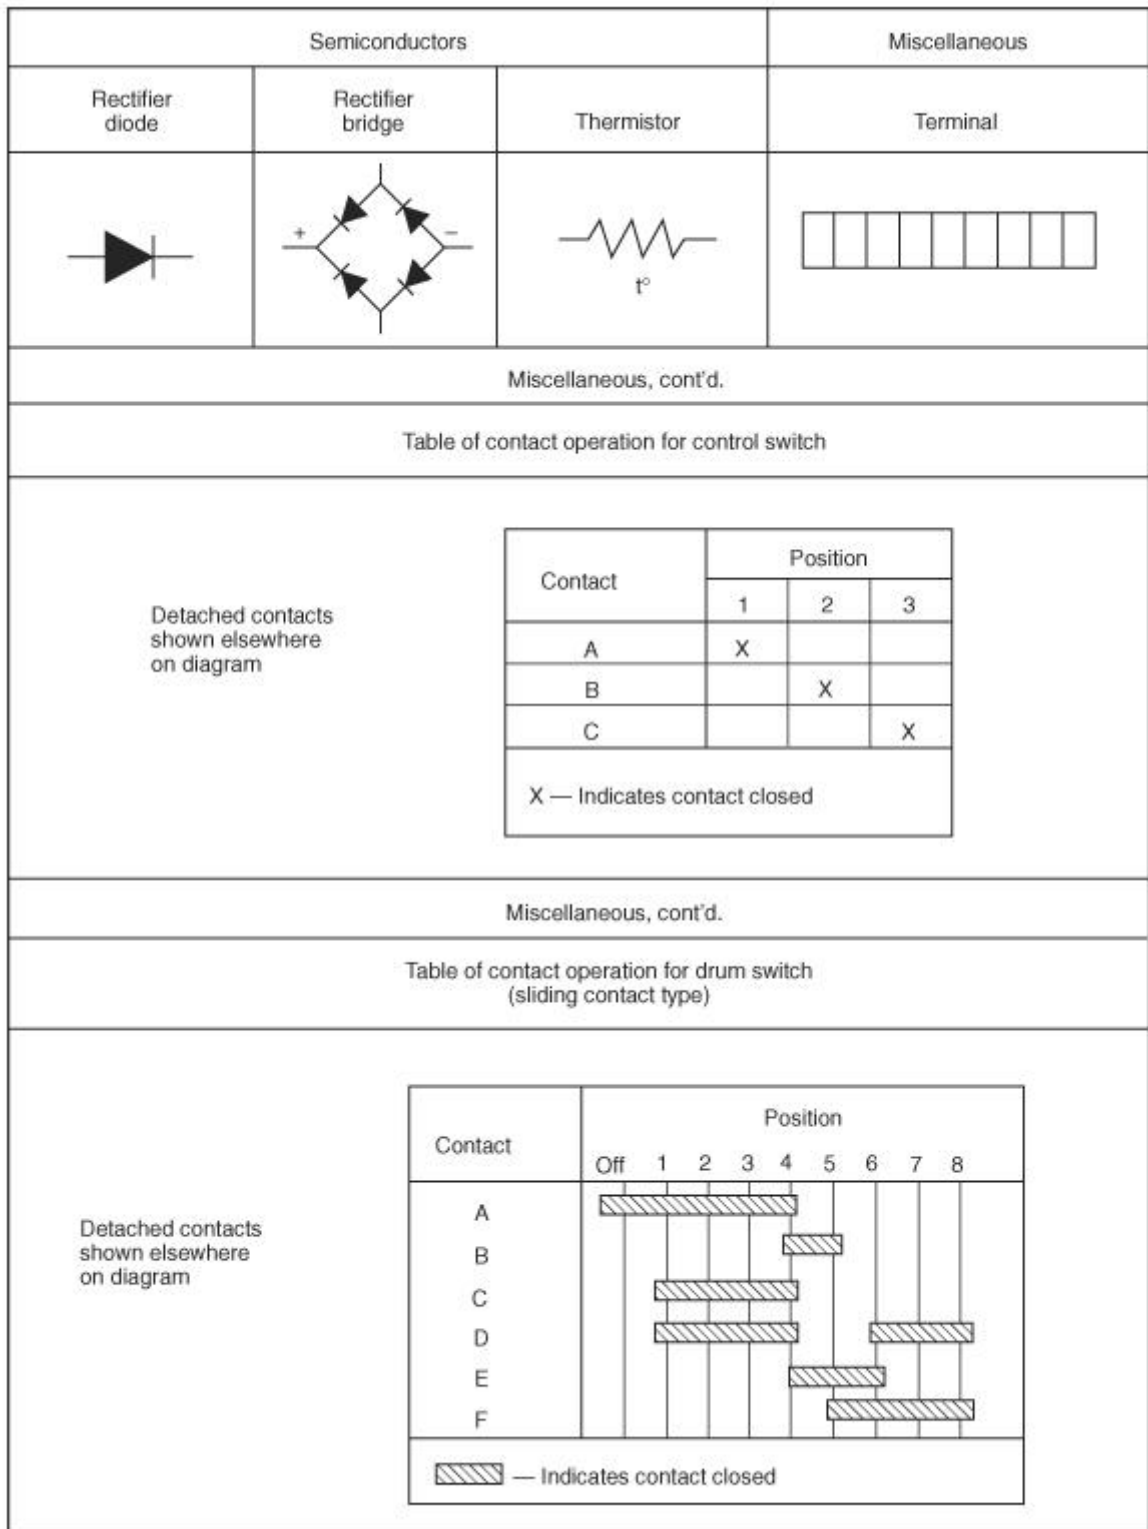 Semiconductors
Miscellaneous
Rectifier
diode
Rectifier
bridge
Thermistor
Terminal
+
–
t°
Miscellaneous, cont'd.
Table of contact operation for control switch
Detached contacts
shown elsewhere
on diagram
Contact
Position
1 2 3
A X
B X
C X
X — Indicates contact closed
Miscellaneous, cont'd.
Table of contact operation for drum switch
(sliding contact type)
Detached contacts
shown elsewhere
on diagram
Contact
Position
Off 1 2 3 4 5 6 7 8
A
B
C
D
E
F
— Indicates contact closed